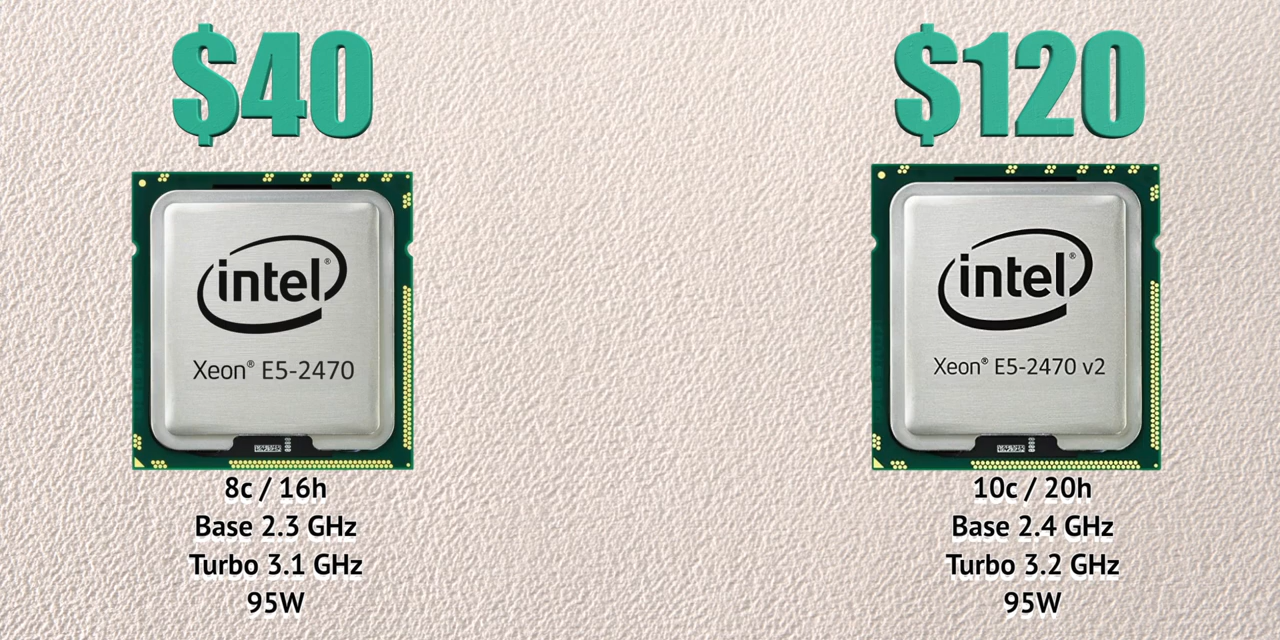 $40
intel®
Xeon® E5-2470
8c / 16h
Base 2.3 GHz
Turbo 3.1 GHz
95W
$120
intel®
Xeon® E5-2470 v2
10c / 20h
Base 2.4 GHz
Turbo 3.2 GHz
95W